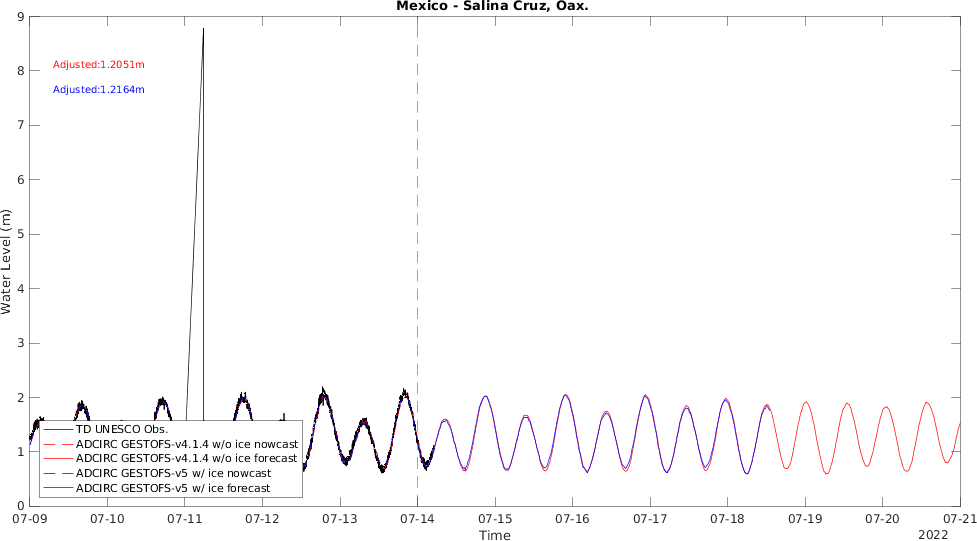 Mexico - Salina Cruz, Oax.
9
8
7
6
5
4
3
2
1
0
Water Level (m)
Adjusted:1.2051m
Adjusted:1.2164m
TD UNESCO Obs.
ADCIRC GESTOFS-v4.1.4 w/o ice nowcast
ADCIRC GESTOFS-v4.1.4 w/o ice forecast
ADCIRC GESTOFS-v5 w/ ice nowcast
ADCIRC GESTOFS-v5 w/ ice forecast
07-09 07-10 07-11 07-12 07-13 07-14 07-15 07-16 07-17 07-18 07-19 07-20 07-21
Time
2022